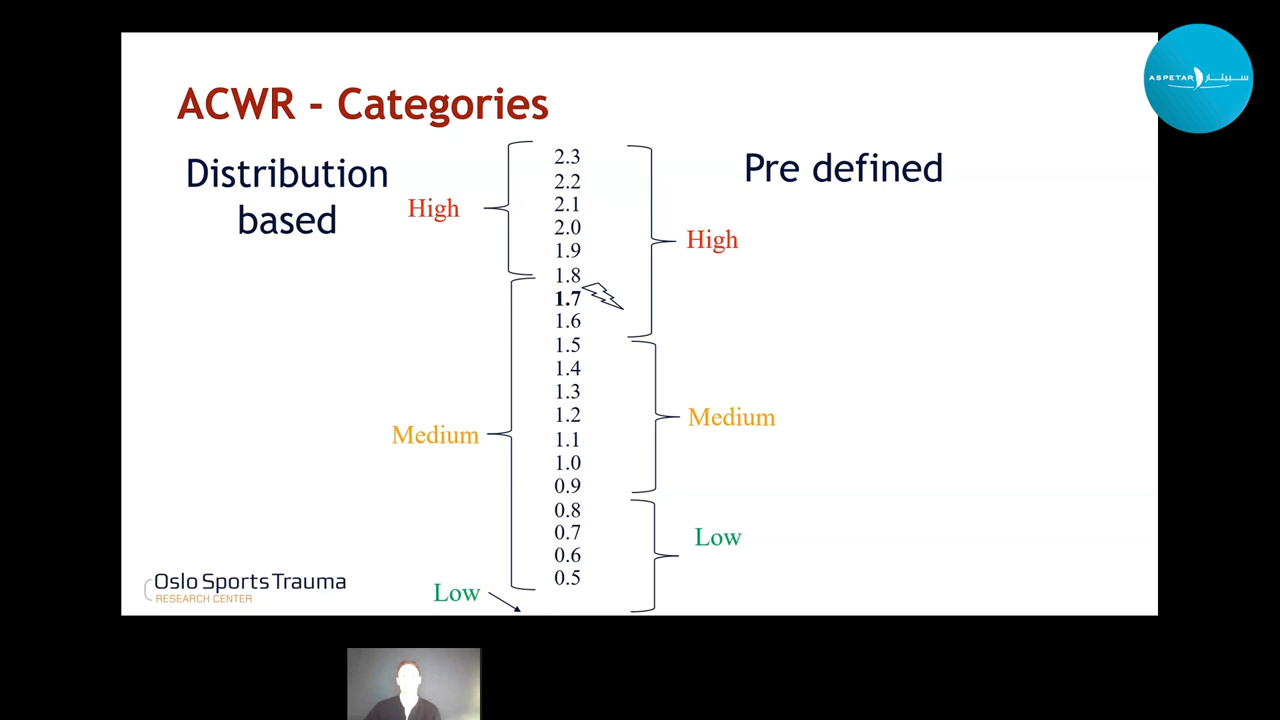 ACWR - Categories
Distribution
based
Pre defined
High
2.3
2.2
2.1
2.0
1.9
1.8
1.7
1.6
1.5
1.4
1.3
1.2
1.1
1.0
0.9
0.8
0.7
0.6
0.5
High
Medium
Medium
Low
Low
Oslo Sports Trauma
RESEARCH CENTER
ASPETAR سبيتار